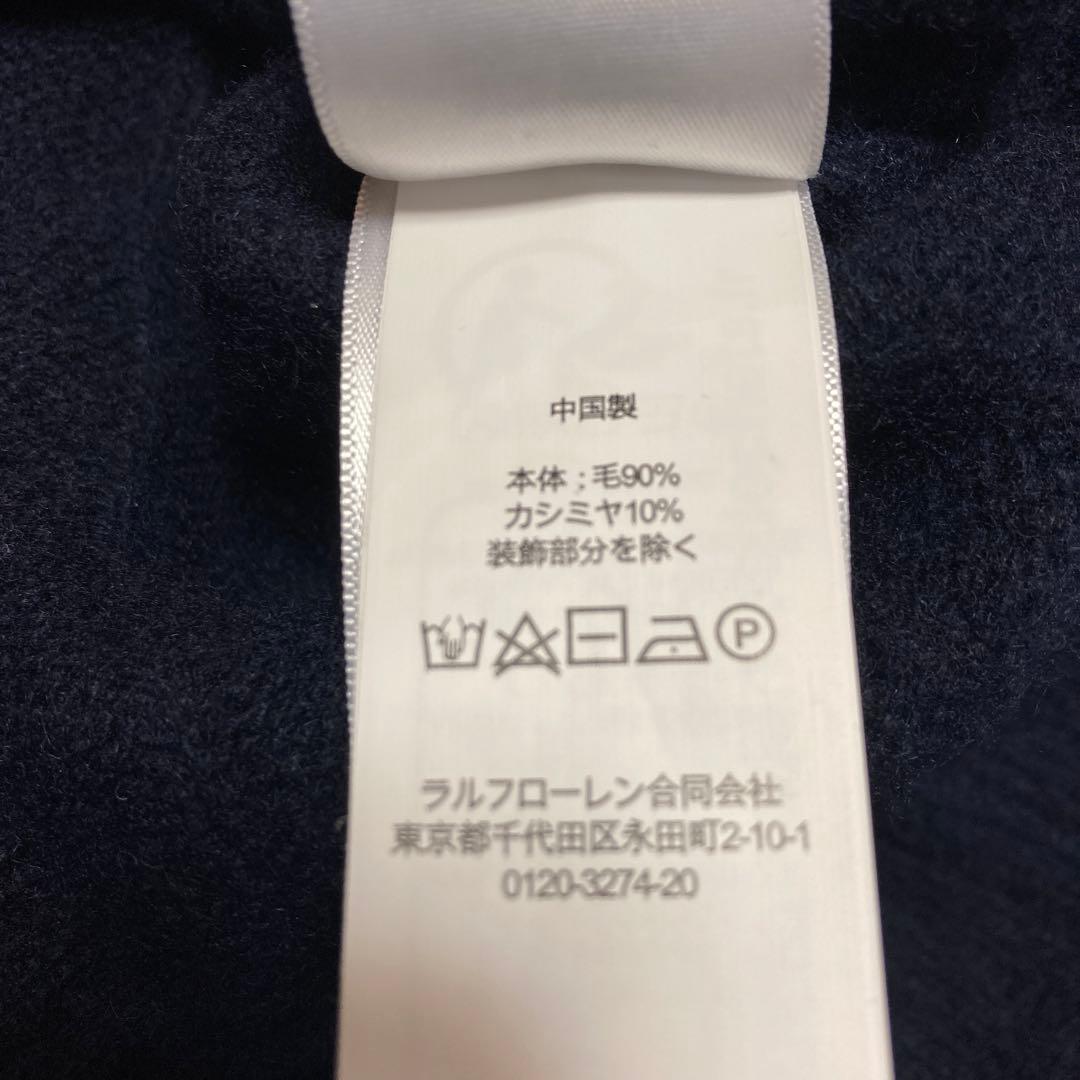 中国製
本体 ; 毛90%
カシミヤ10%
装飾部分を除く
P
ラルフローレン合同会社
東京都千代田区永田町2-10-1
0120-3274-20